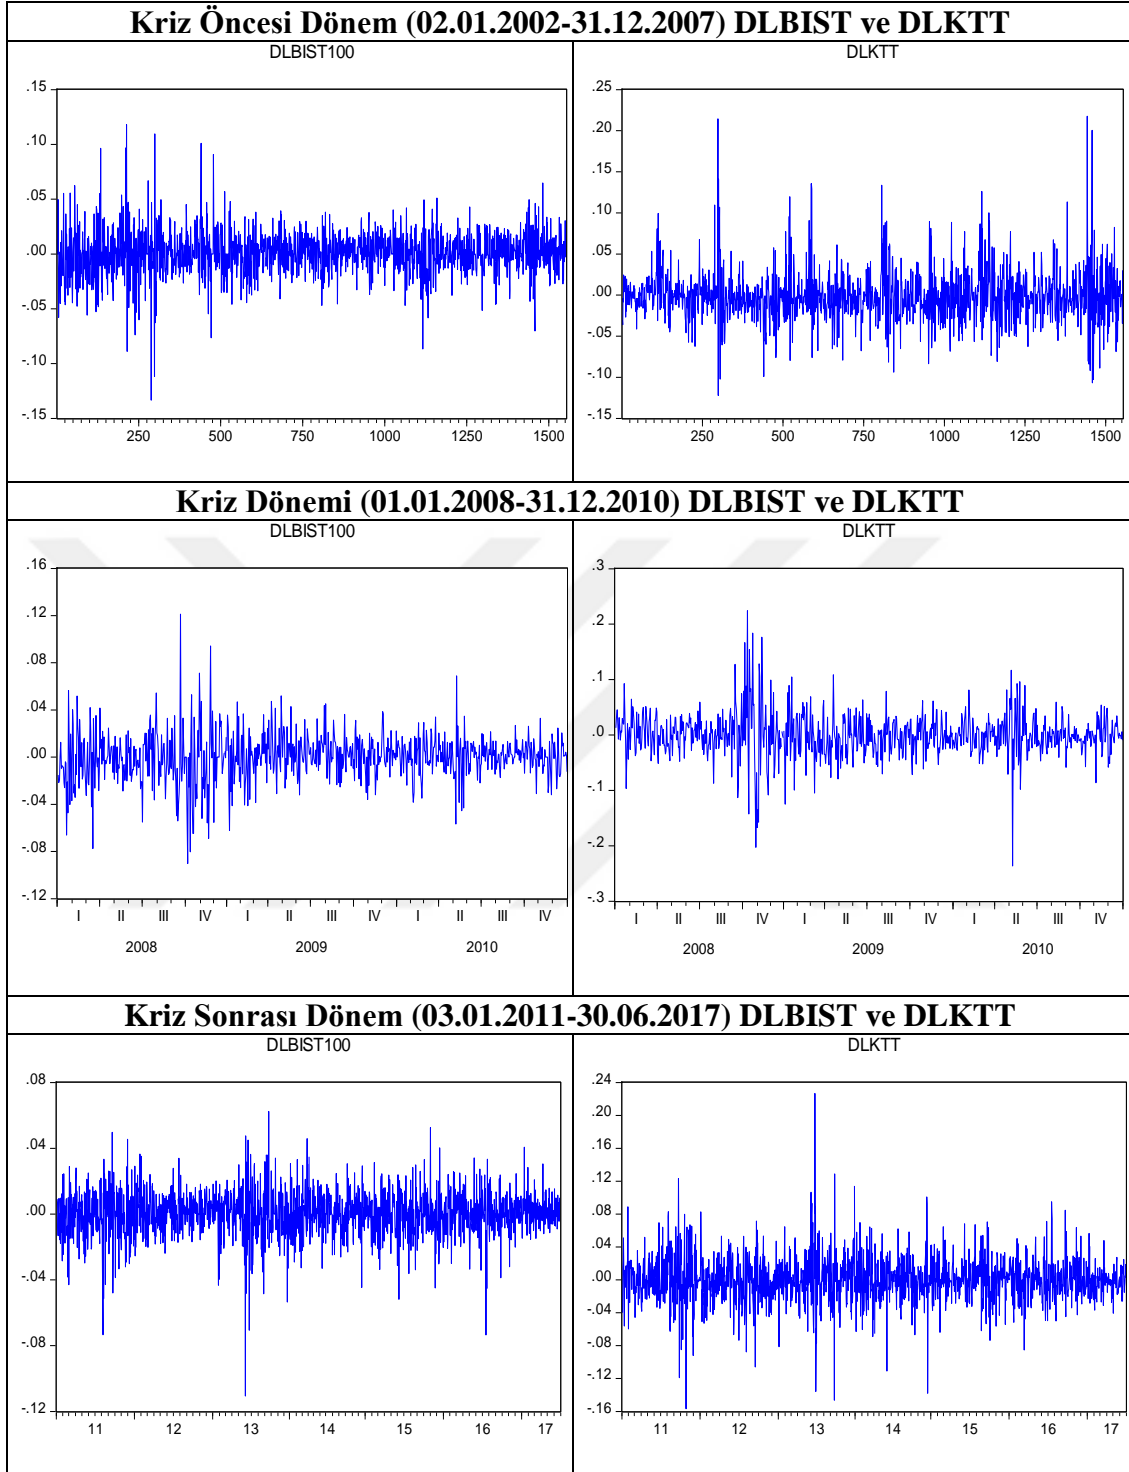 Kriz Öncesi Dönem (02.01.2002-31.12.2007) DLBIST ve DLKTT
DLBIST100
.15
.10
.05
.00
-.05
-.10
-.15
250 500 750 1000 1250 1500
DLKTT
.25
.20
.15
.10
.05
.00
-.05
-.10
-.15
250 500 750 1000 1250 1500
Kriz Dönemi (01.01.2008-31.12.2010) DLBIST ve DLKTT
DLBIST100
.16
.12
.08
.04
.00
-.04
-.08
-.12
I II III IV I II III IV I II III IV
2008 2009 2010
DLKTT
.3
.2
.1
.0
-.1
-.2
-.3
I II III IV I II III IV I II III IV
2008 2009 2010
Kriz Sonrası Dönem (03.01.2011-30.06.2017) DLBIST ve DLKTT
DLBIST100
.08
.04
.00
-.04
-.08
-.12
11 12 13 14 15 16 17
DLKTT
.24
.20
.16
.12
.08
.04
.00
-.04
-.08
-.12
-.16
11 12 13 14 15 16 17